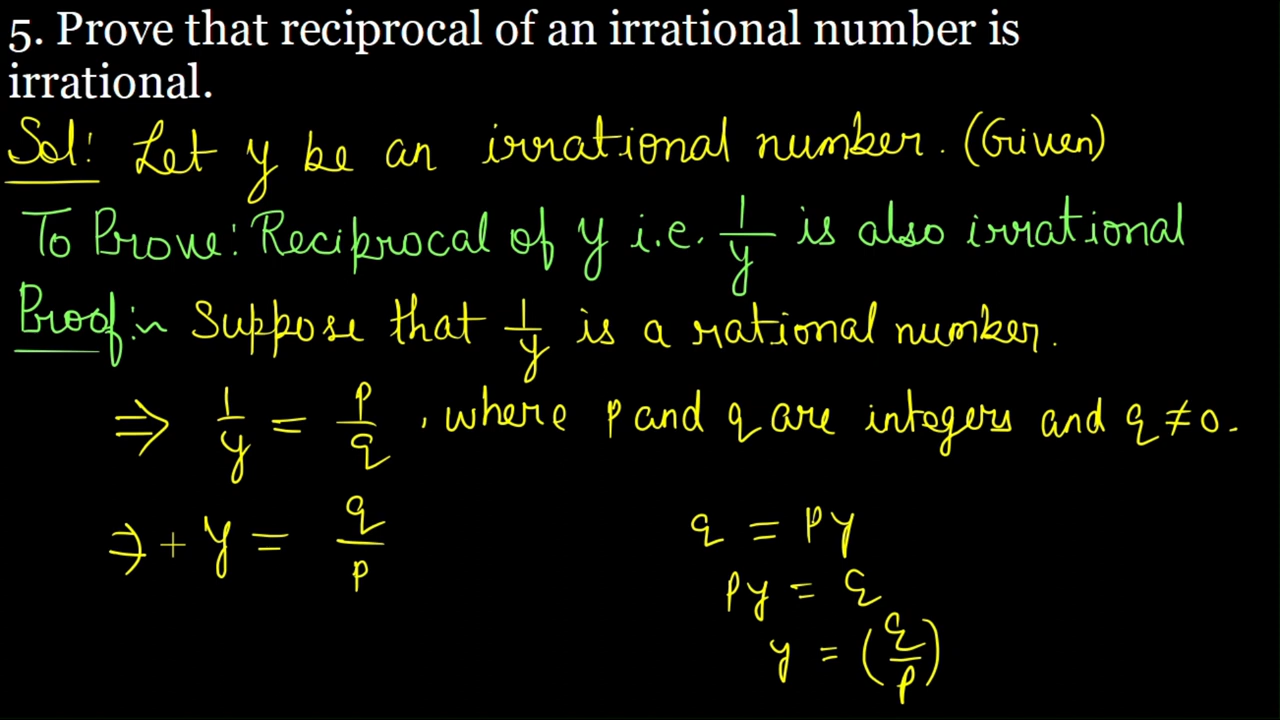 5. Prove that reciprocal of an irrational number is
irrational.
Sol: Let y be an irrational number. (Given)
To Prove: Reciprocal of y i.e. 1/y is also irrational
Proof:~ Suppose that 1/y is a rational number.
⇒ 1/y = p/q , where p and q are integers and q ≠ 0.
⇒ + y = q/p
q = py
py = q
y = (q/p)